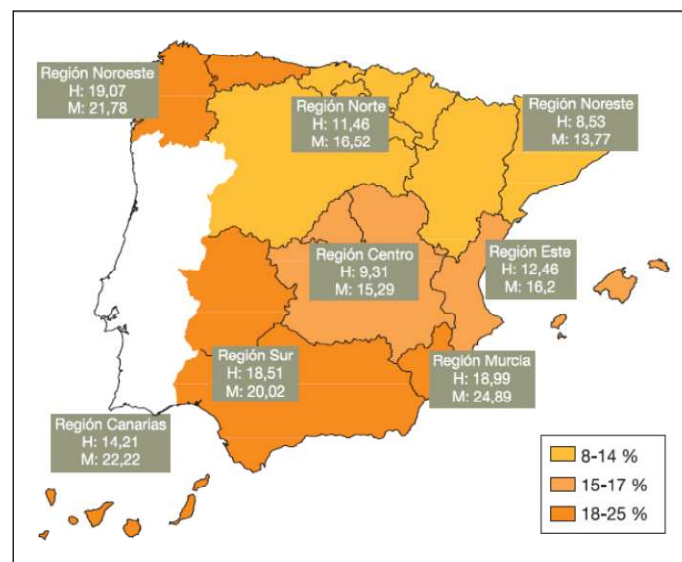 Región Noroeste
H: 19,07
M: 21,78
Región Norte
H: 11,46
M: 16,52
Región Noreste
H: 8,53
M: 13,77
Región Centro
H: 9,31
M: 15,29
Región Este
H: 12,46
M: 16,2
Región Sur
H: 18,51
M: 20,02
Región Murcia
H: 18,99
M: 24,89
Región Canarias
H: 14,21
M: 22,22
8-14 %
15-17 %
18-25 %